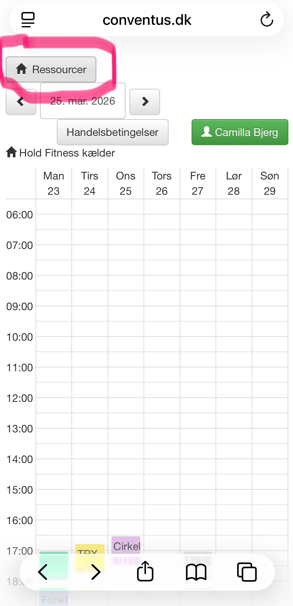 conventus.dk
Ressourcer
25. mar. 2026
Handelsbetingelser
Camilla Bjerg
Hold Fitness kælder
Man Tirs Ons Tors Fre Lør Søn
23 24 25 26 27 28 29
06:00
07:00
08:00
09:00
10:00
11:00
12:00
13:00
14:00
15:00
16:00
Cirkel
17:00 TRX
18:
Funkt